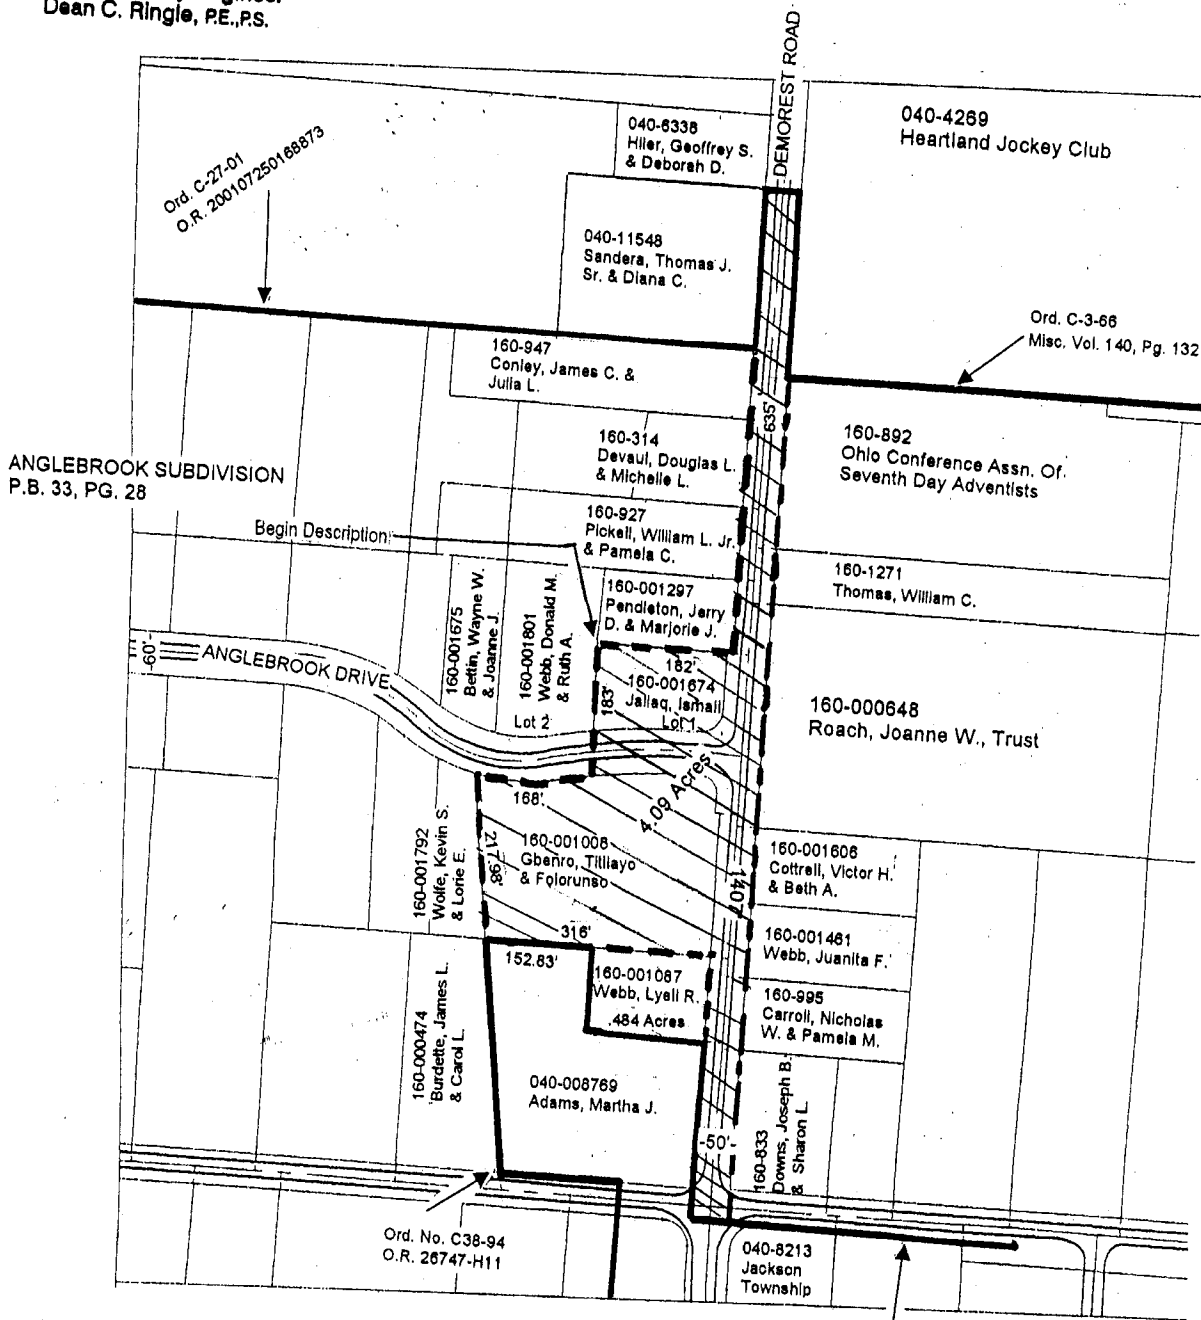 Dean C. Ringle, P.E.,P.S.
DEMOREST ROAD
040-4269
Heartland Jockey Club
040-6338
Hiler, Geoffrey S.
& Deborah D.
Ord. C-27-01
O.R. 200107250168873
040-11548
Sandera, Thomas J.
Sr. & Diana C.
Ord. C-3-66
Misc. Vol. 140, Pg. 132
160-947
Conley, James C. &
Julia L.
635'
160-314
Devaul, Douglas L.
& Michelle L.
160-892
Ohio Conference Assn. Of
Seventh Day Adventists
ANGLEBROOK SUBDIVISION
P.B. 33, PG. 28
Begin Description
160-927
Pickell, William L. Jr.
& Pamela C.
160-1271
Thomas, William C.
160-001297
Pendleton, Jerry
D. & Marjorie J.
160-001675
Bettin, Wayne W.
& Joanne J.
160-001801
Webb, Donald M.
& Ruth A.
Lot 2
-60'-
ANGLEBROOK DRIVE
182'
183'
160-001674
Jallaq, Ismail
Lot 1
160-000648
Roach, Joanne W., Trust
4.09 Acres
168'
217.98'
160-001008
Gbenro, Titilayo
& Folorunso
160-001792
Wolfe, Kevin S.
& Lorie E.
1407'
160-001606
Cottrell, Victor H.
& Beth A.
316'
152.83'
160-001461
Webb, Juanita F.
160-001087
Webb, Lyell R.
.484 Acres
160-995
Carroll, Nicholas
W. & Pamela M.
160-000474
Burdette, James L.
& Carol L.
040-008769
Adams, Martha J.
-50'-
160-833
Downs, Joseph B.
& Sharon L.
Ord. No. C38-94
O.R. 26747-H11
040-8213
Jackson
Township